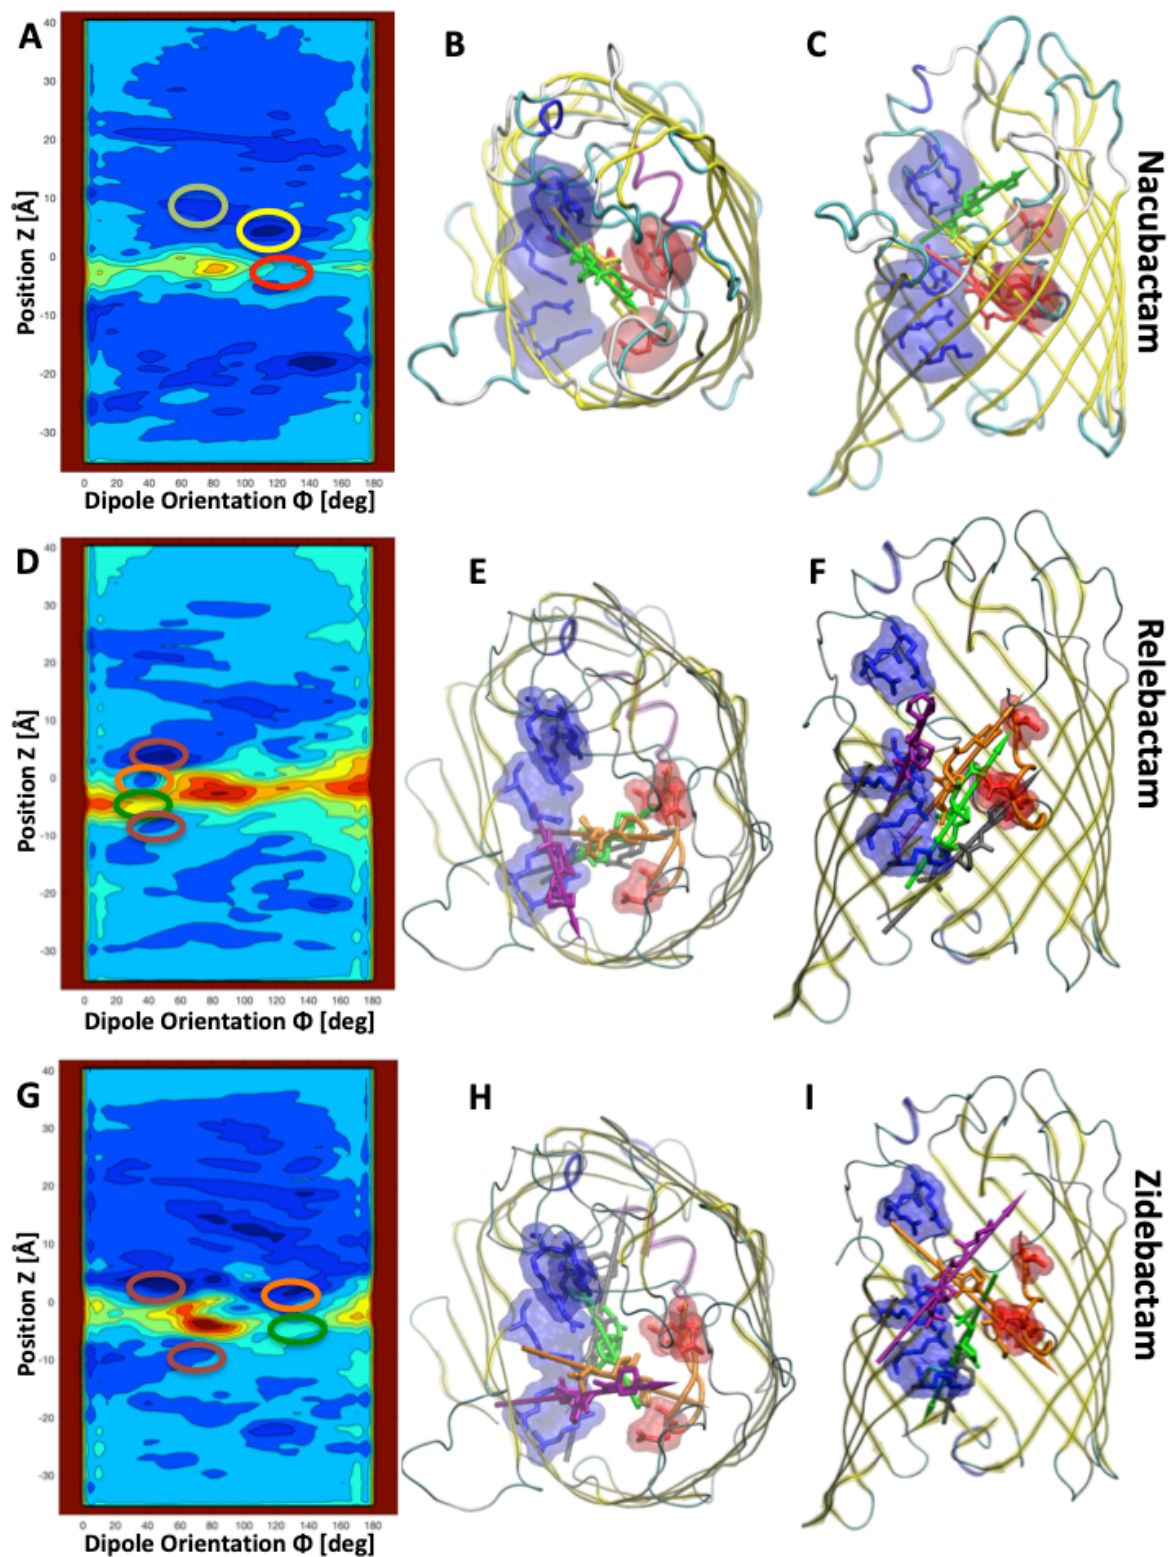 A
B
C
Position Z [Å]
40
30
20
10
0
-10
-20
-30
0 20 40 60 80 100 120 140 160 180
Dipole Orientation Φ [deg]
Nacubactam
D
E
F
Position Z [Å]
40
30
20
10
0
-10
-20
-30
0 20 40 60 80 100 120 140 160 180
Dipole Orientation Φ [deg]
Relebactam
G
H
I
Position Z [Å]
40
30
20
10
0
-10
-20
-30
0 20 40 60 80 100 120 140 160 180
Dipole Orientation Φ [deg]
Zidebactam